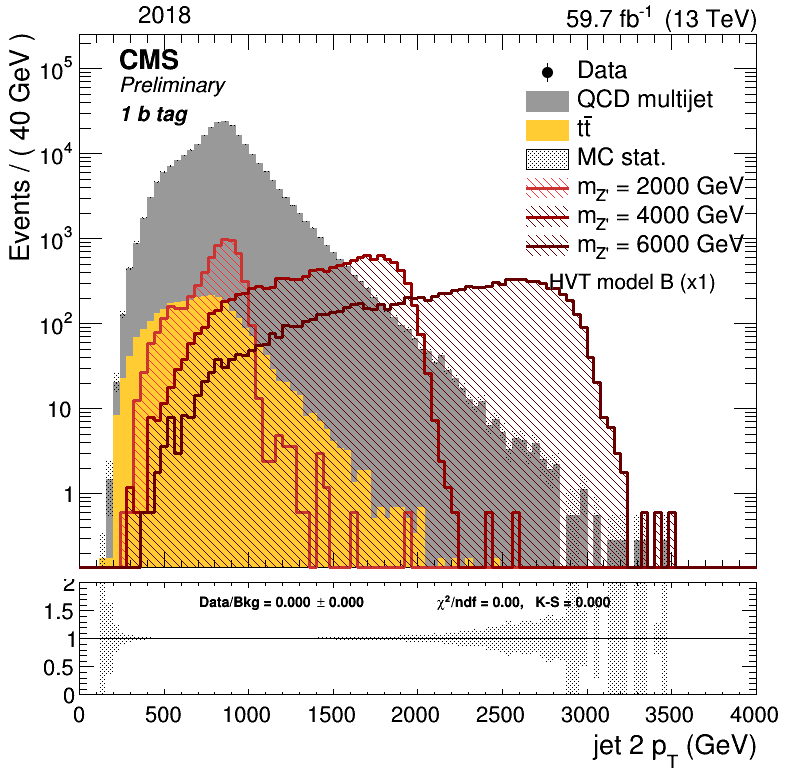 2018 59.7 fb⁻¹ (13 TeV)
Events / ( 40 GeV )
CMS
Preliminary
1 b tag
Data
QCD multijet
tt̄
MC stat.
m_Z' = 2000 GeV
m_Z' = 4000 GeV
m_Z' = 6000 GeV
HVT model B (x1)
10⁵
10⁴
10³
10²
10
1
Data/Bkg = 0.000 ± 0.000 χ²/ndf = 0.00, K-S = 0.000
2
1.5
1
0.5
0
0 500 1000 1500 2000 2500 3000 3500 4000
jet 2 p_T (GeV)